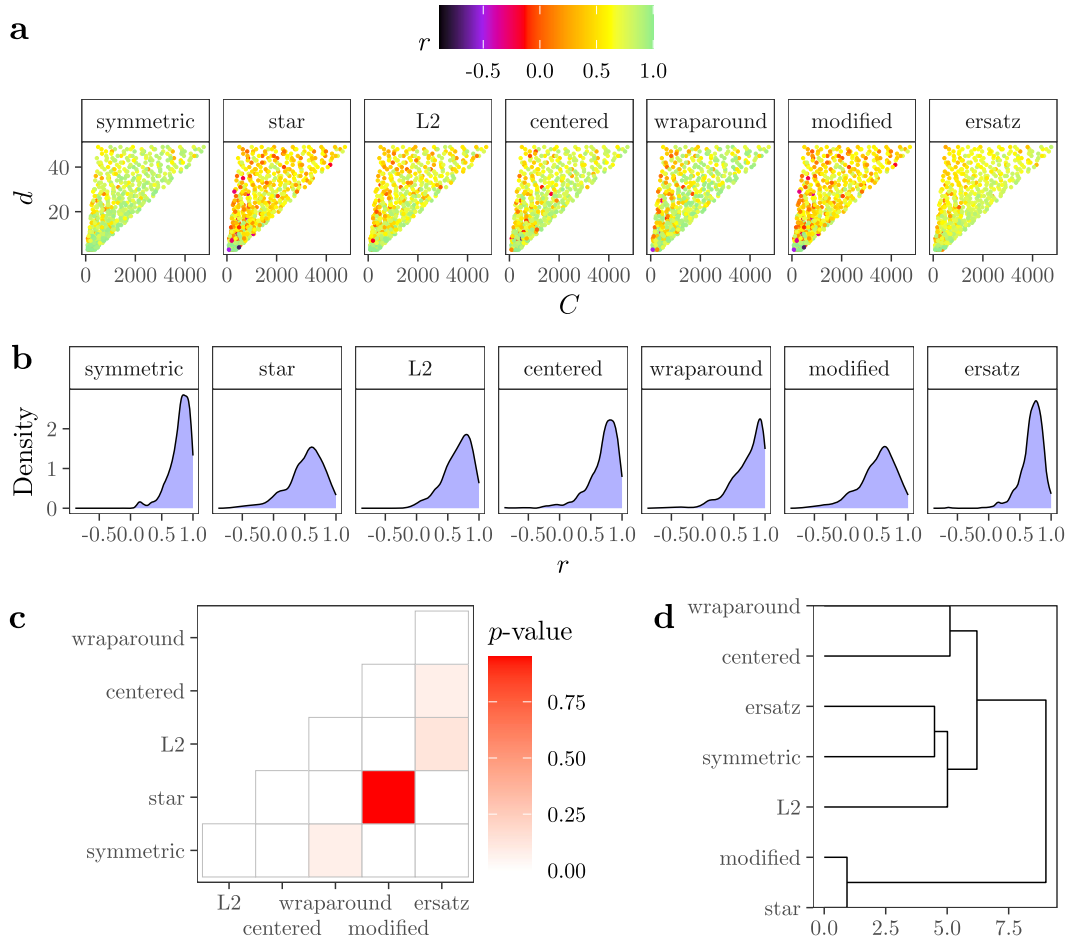 a
r
-0.5 0.0 0.5 1.0
symmetric star L2 centered wraparound modified ersatz
40
20
d
0 2000 4000 0 2000 4000 0 2000 4000 0 2000 4000 0 2000 4000 0 2000 4000 0 2000 4000
C
b
symmetric star L2 centered wraparound modified ersatz
Density
2
1
0
-0.50.0 0.5 1.0 -0.50.0 0.5 1.0 -0.50.0 0.5 1.0 -0.50.0 0.5 1.0 -0.50.0 0.5 1.0 -0.50.0 0.5 1.0 -0.50.0 0.5 1.0
r
c
wraparound
centered
L2
star
symmetric
L2 wraparound ersatz
centered modified
p-value
0.75
0.50
0.25
0.00
d
wraparound
centered
ersatz
symmetric
L2
modified
star
0.0 2.5 5.0 7.5